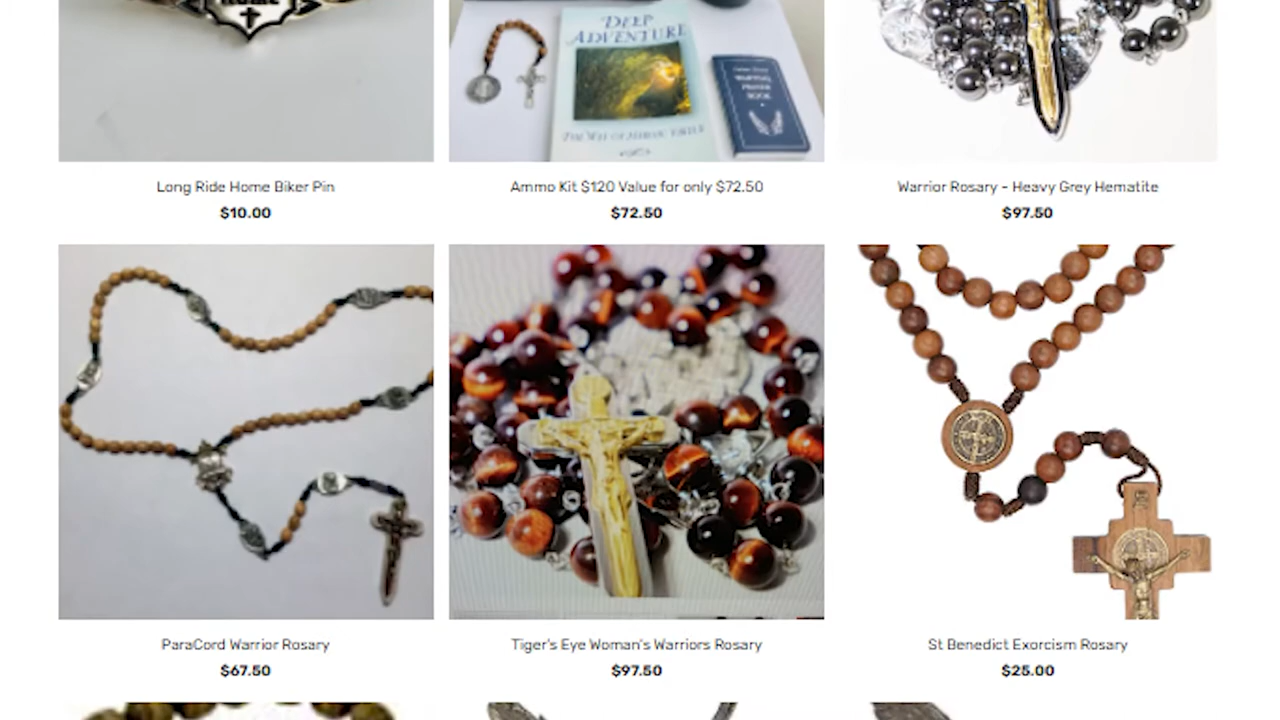 DEEP
ADVENTURE
PRAYER
BOOK
Long Ride Home Biker Pin
Ammo Kit $120 Value for only $72.50
Warrior Rosary - Heavy Grey Hematite
$10.00
$72.50
$97.50
ParaCord Warrior Rosary
Tiger's Eye Woman's Warriors Rosary
St Benedict Exorcism Rosary
$67.50
$97.50
$25.00